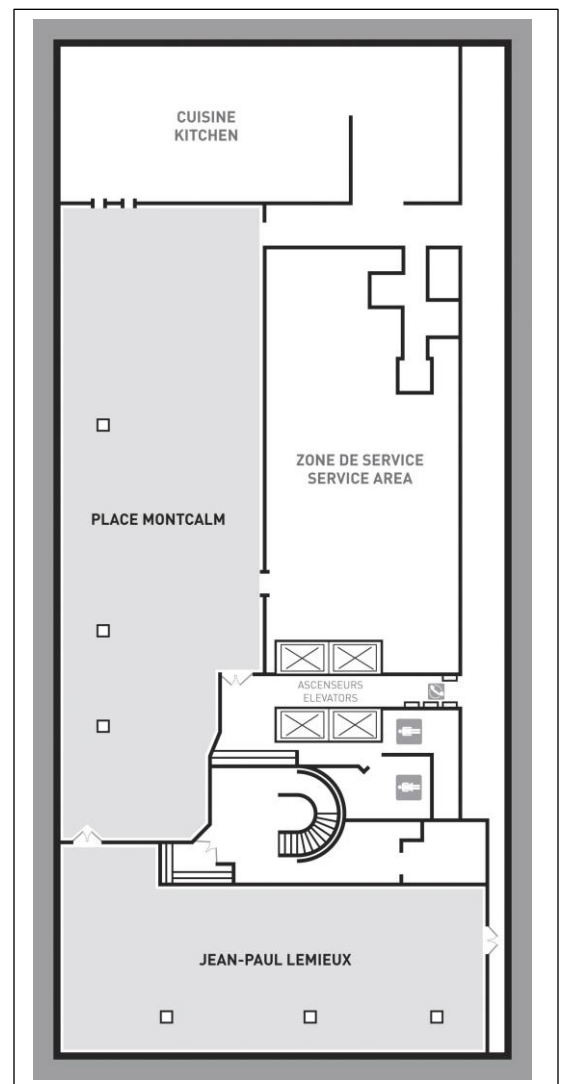 CUISINE
KITCHEN
ZONE DE SERVICE
SERVICE AREA
PLACE MONTCALM
ASCENSEURS
ELEVATORS
JEAN-PAUL LEMIEUX